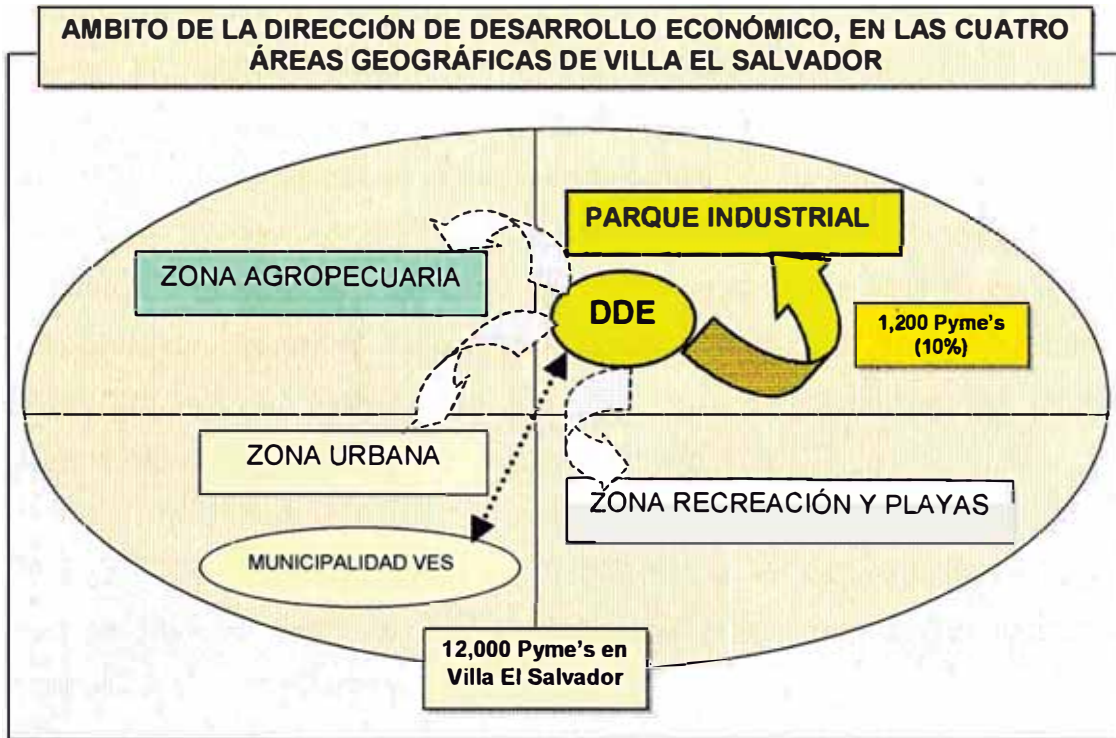 AMBITO DE LA DIRECCIÓN DE DESARROLLO ECONÓMICO, EN LAS CUATRO
ÁREAS GEOGRÁFICAS DE VILLA EL SALVADOR
PARQUE INDUSTRIAL
ZONA AGROPECUARIA
DDE
1,200 Pyme's
(10%)
ZONA URBANA
ZONA RECREACIÓN Y PLAYAS
MUNICIPALIDAD VES
12,000 Pyme's en
Villa El Salvador